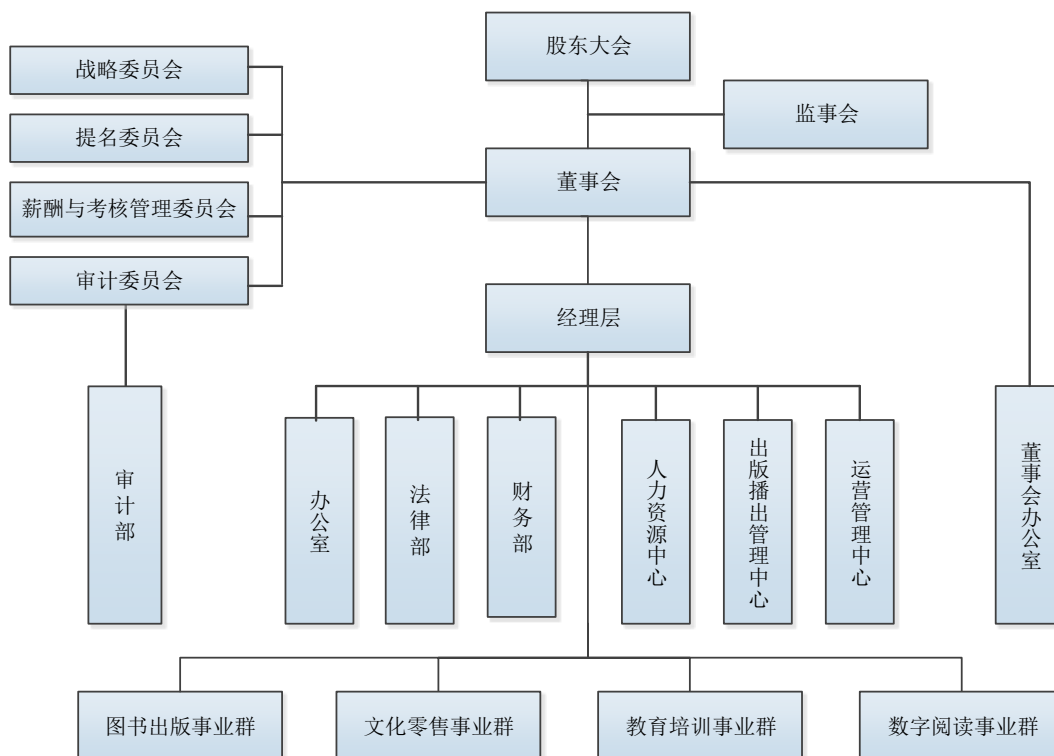 股东大会
战略委员会
监事会
提名委员会
董事会
薪酬与考核管理委员会
审计委员会
经理层
审计部
办公室
法律部
财务部
人力资源中心
出版播出管理中心
运营管理中心
董事会办公室
图书出版事业群
文化零售事业群
教育培训事业群
数字阅读事业群